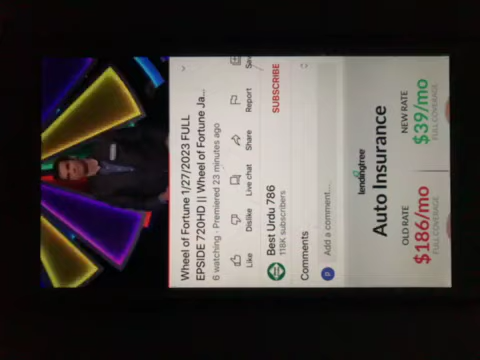 Wheel of Fortune 1/27/2023 FULL
EPSIDE 720HD || Wheel of Fortune Ja...
6 watching · Premiered 23 minutes ago
Like
Dislike
Live chat
Share
Report
Save
Best Urdu 786
118K subscribers
SUBSCRIBE
Comments
P
Add a comment...
lendingtree
Auto Insurance
OLD RATE
$186/mo
FULL COVERAGE
NEW RATE
$39/mo
FULL COVERAGE